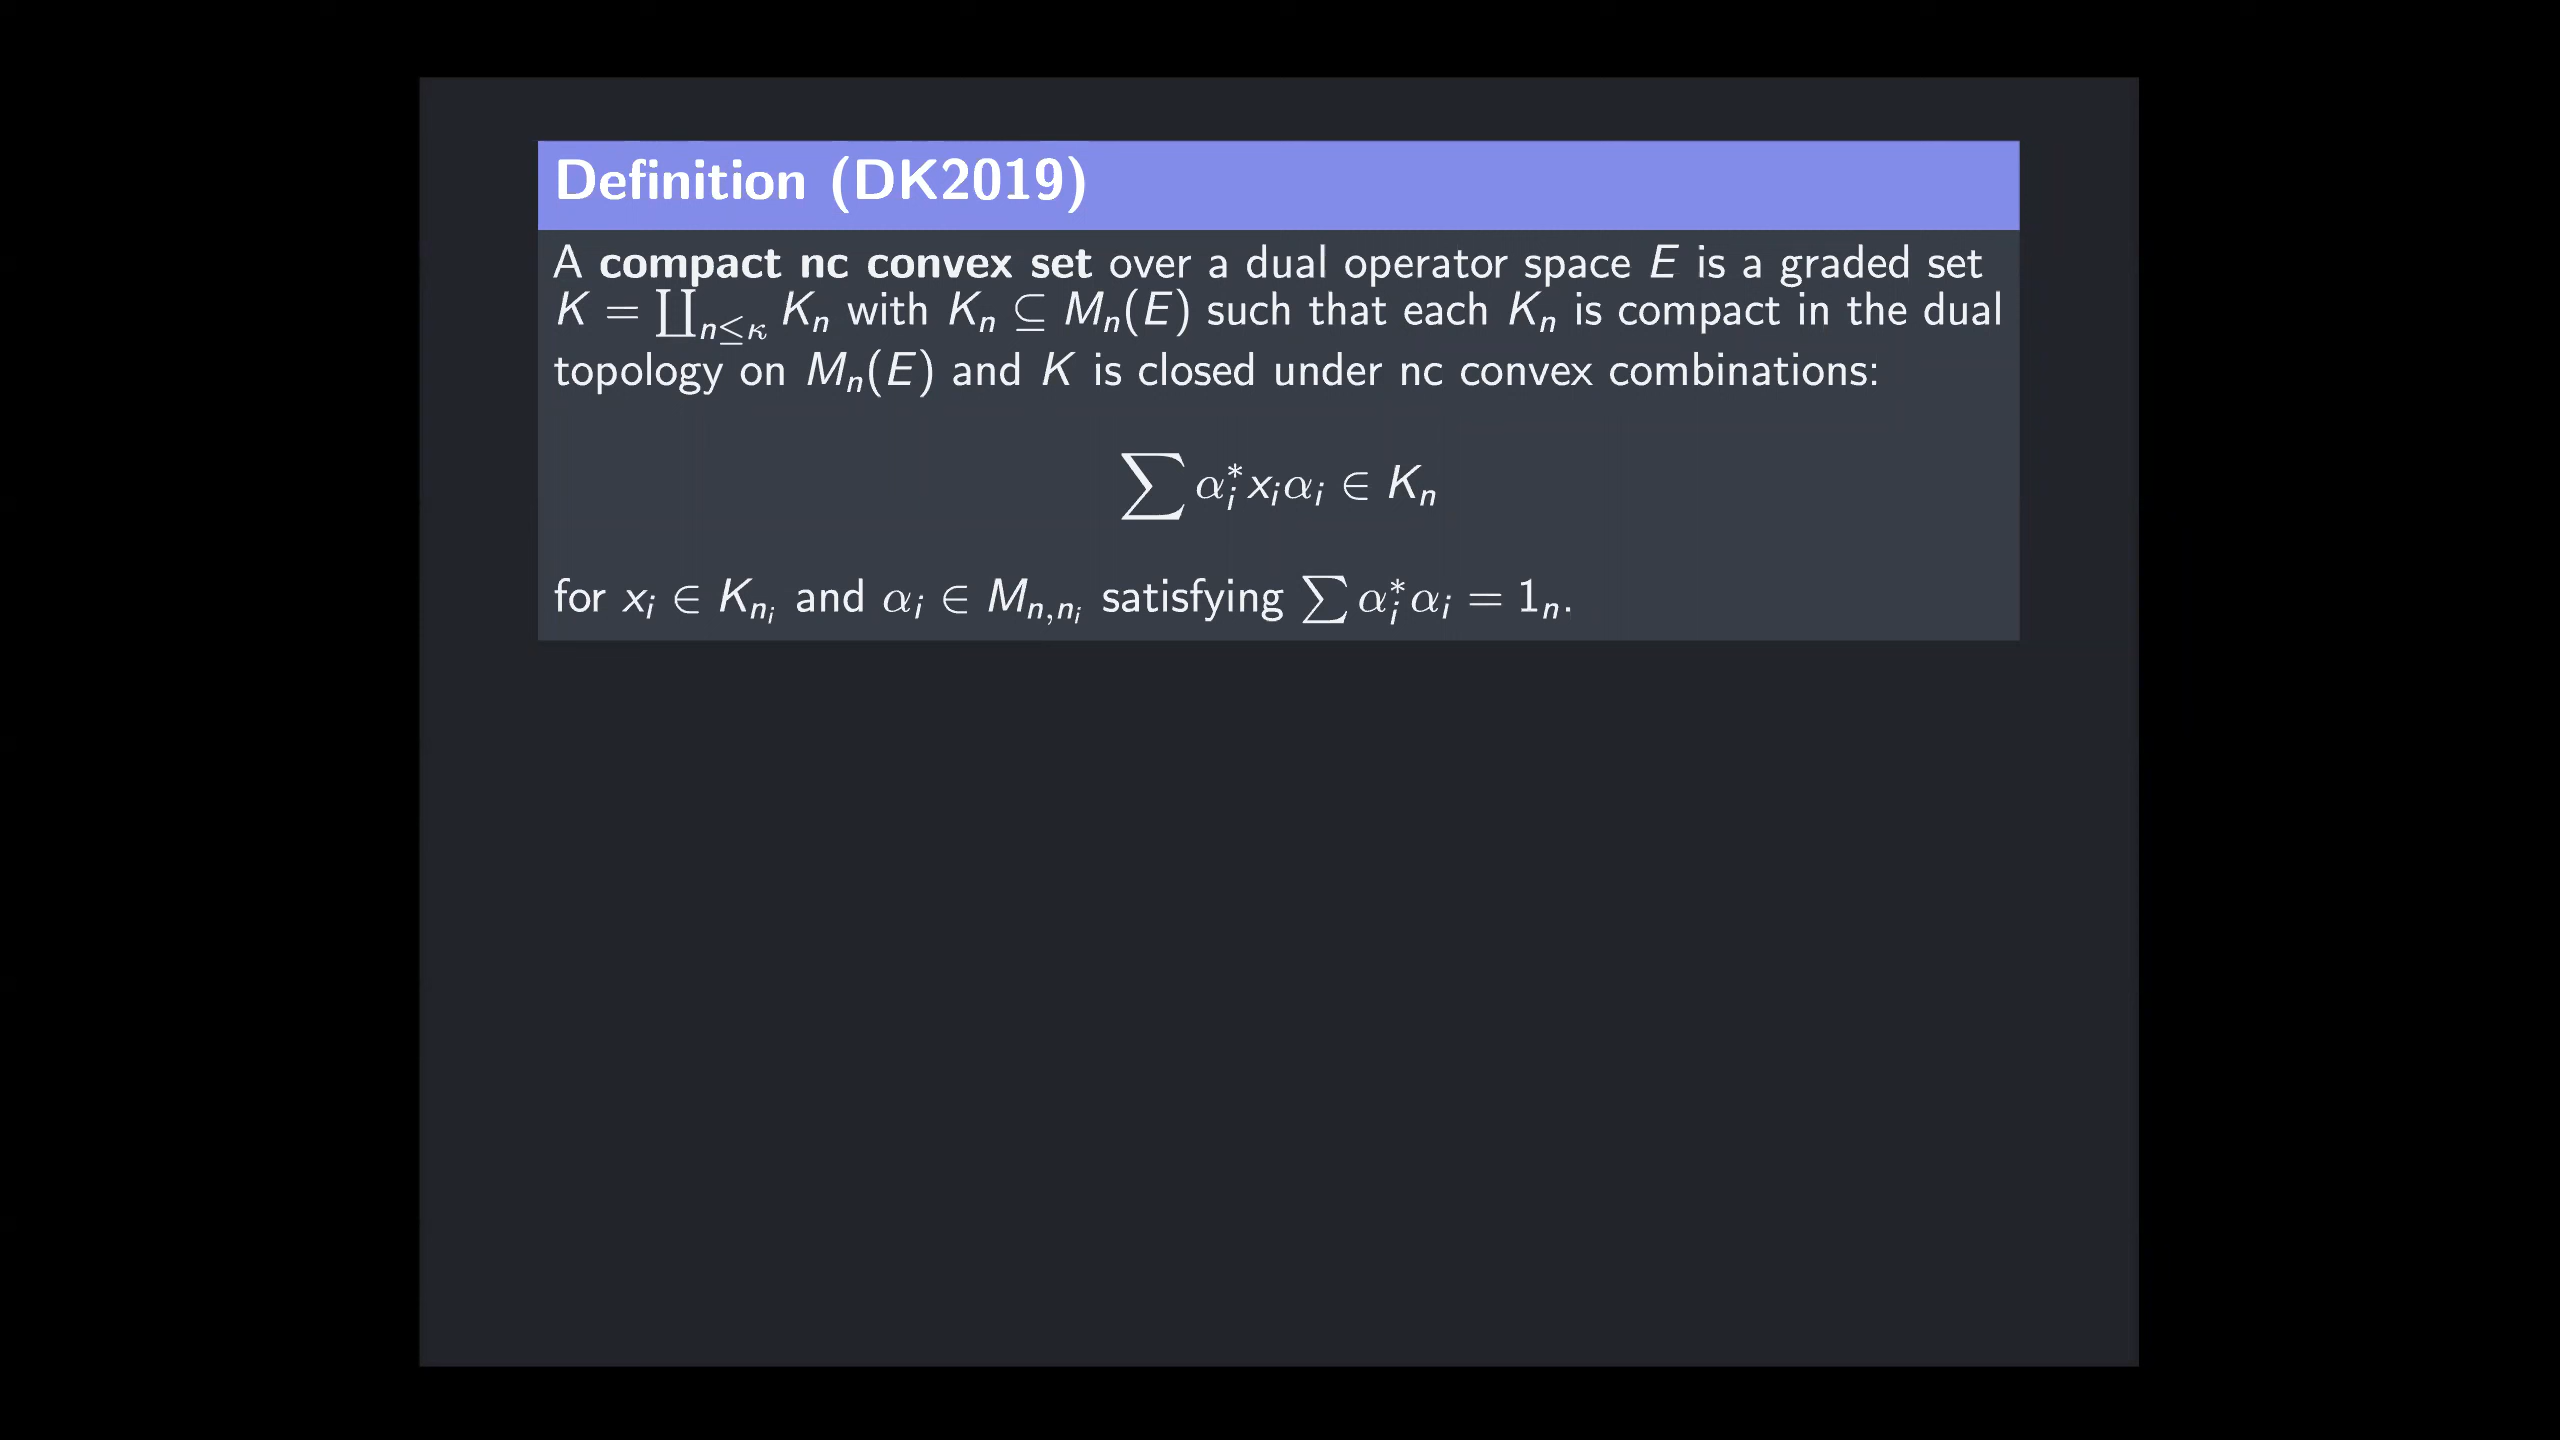 Definition (DK2019)
A compact nc convex set over a dual operator space E is a graded set
K = ∐_{n≤κ} K_n with K_n ⊆ M_n(E) such that each K_n is compact in the dual
topology on M_n(E) and K is closed under nc convex combinations:
∑ α_i^* x_i α_i ∈ K_n
for x_i ∈ K_{n_i} and α_i ∈ M_{n,n_i} satisfying ∑ α_i^* α_i = 1_n.